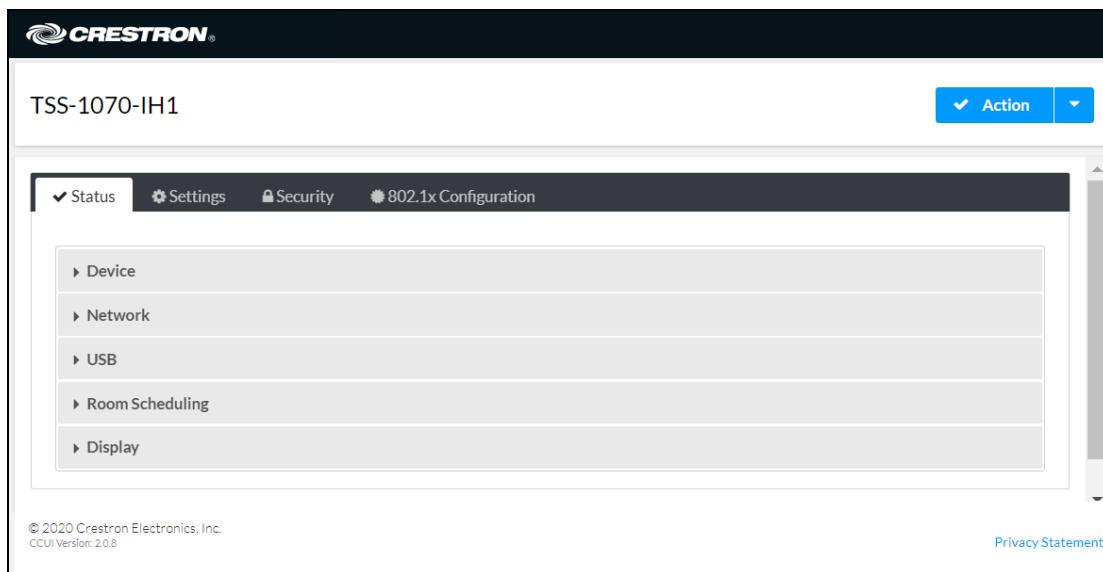 CRESTRON®
TSS-1070-IH1
Action
Status Settings Security 802.1x Configuration
Device
Network
USB
Room Scheduling
Display
© 2020 Crestron Electronics, Inc.
CCUI Version: 2.0.8
Privacy Statement